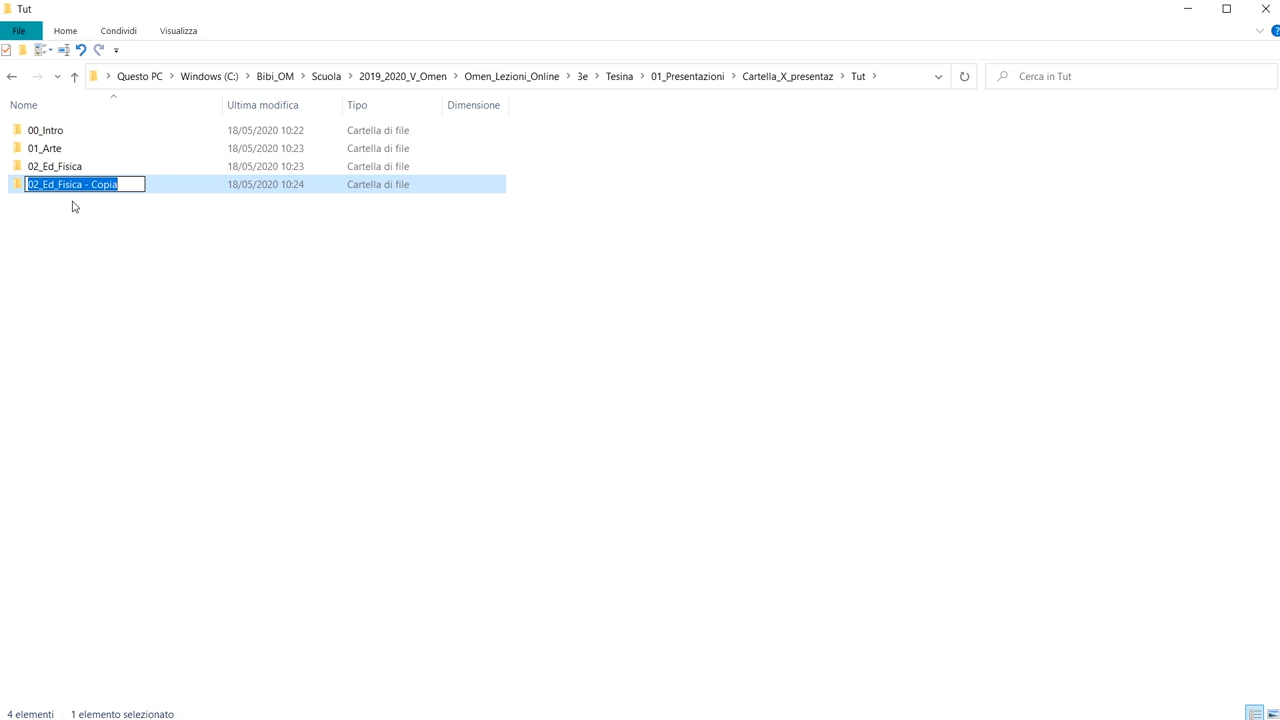 Tut
File Home Condividi Visualizza
Questo PC > Windows (C:) > Bibi_OM > Scuola > 2019_2020_V_Omen > Omen_Lezioni_Online > 3e > Tesina > 01_Presentazioni > Cartella_X_presentaz > Tut >
Cerca in Tut
Nome Ultima modifica Tipo Dimensione
00_Intro 18/05/2020 10:22 Cartella di file
01_Arte 18/05/2020 10:23 Cartella di file
02_Ed_Fisica 18/05/2020 10:23 Cartella di file
02_Ed_Fisica - Copia 18/05/2020 10:24 Cartella di file
4 elementi 1 elemento selezionato